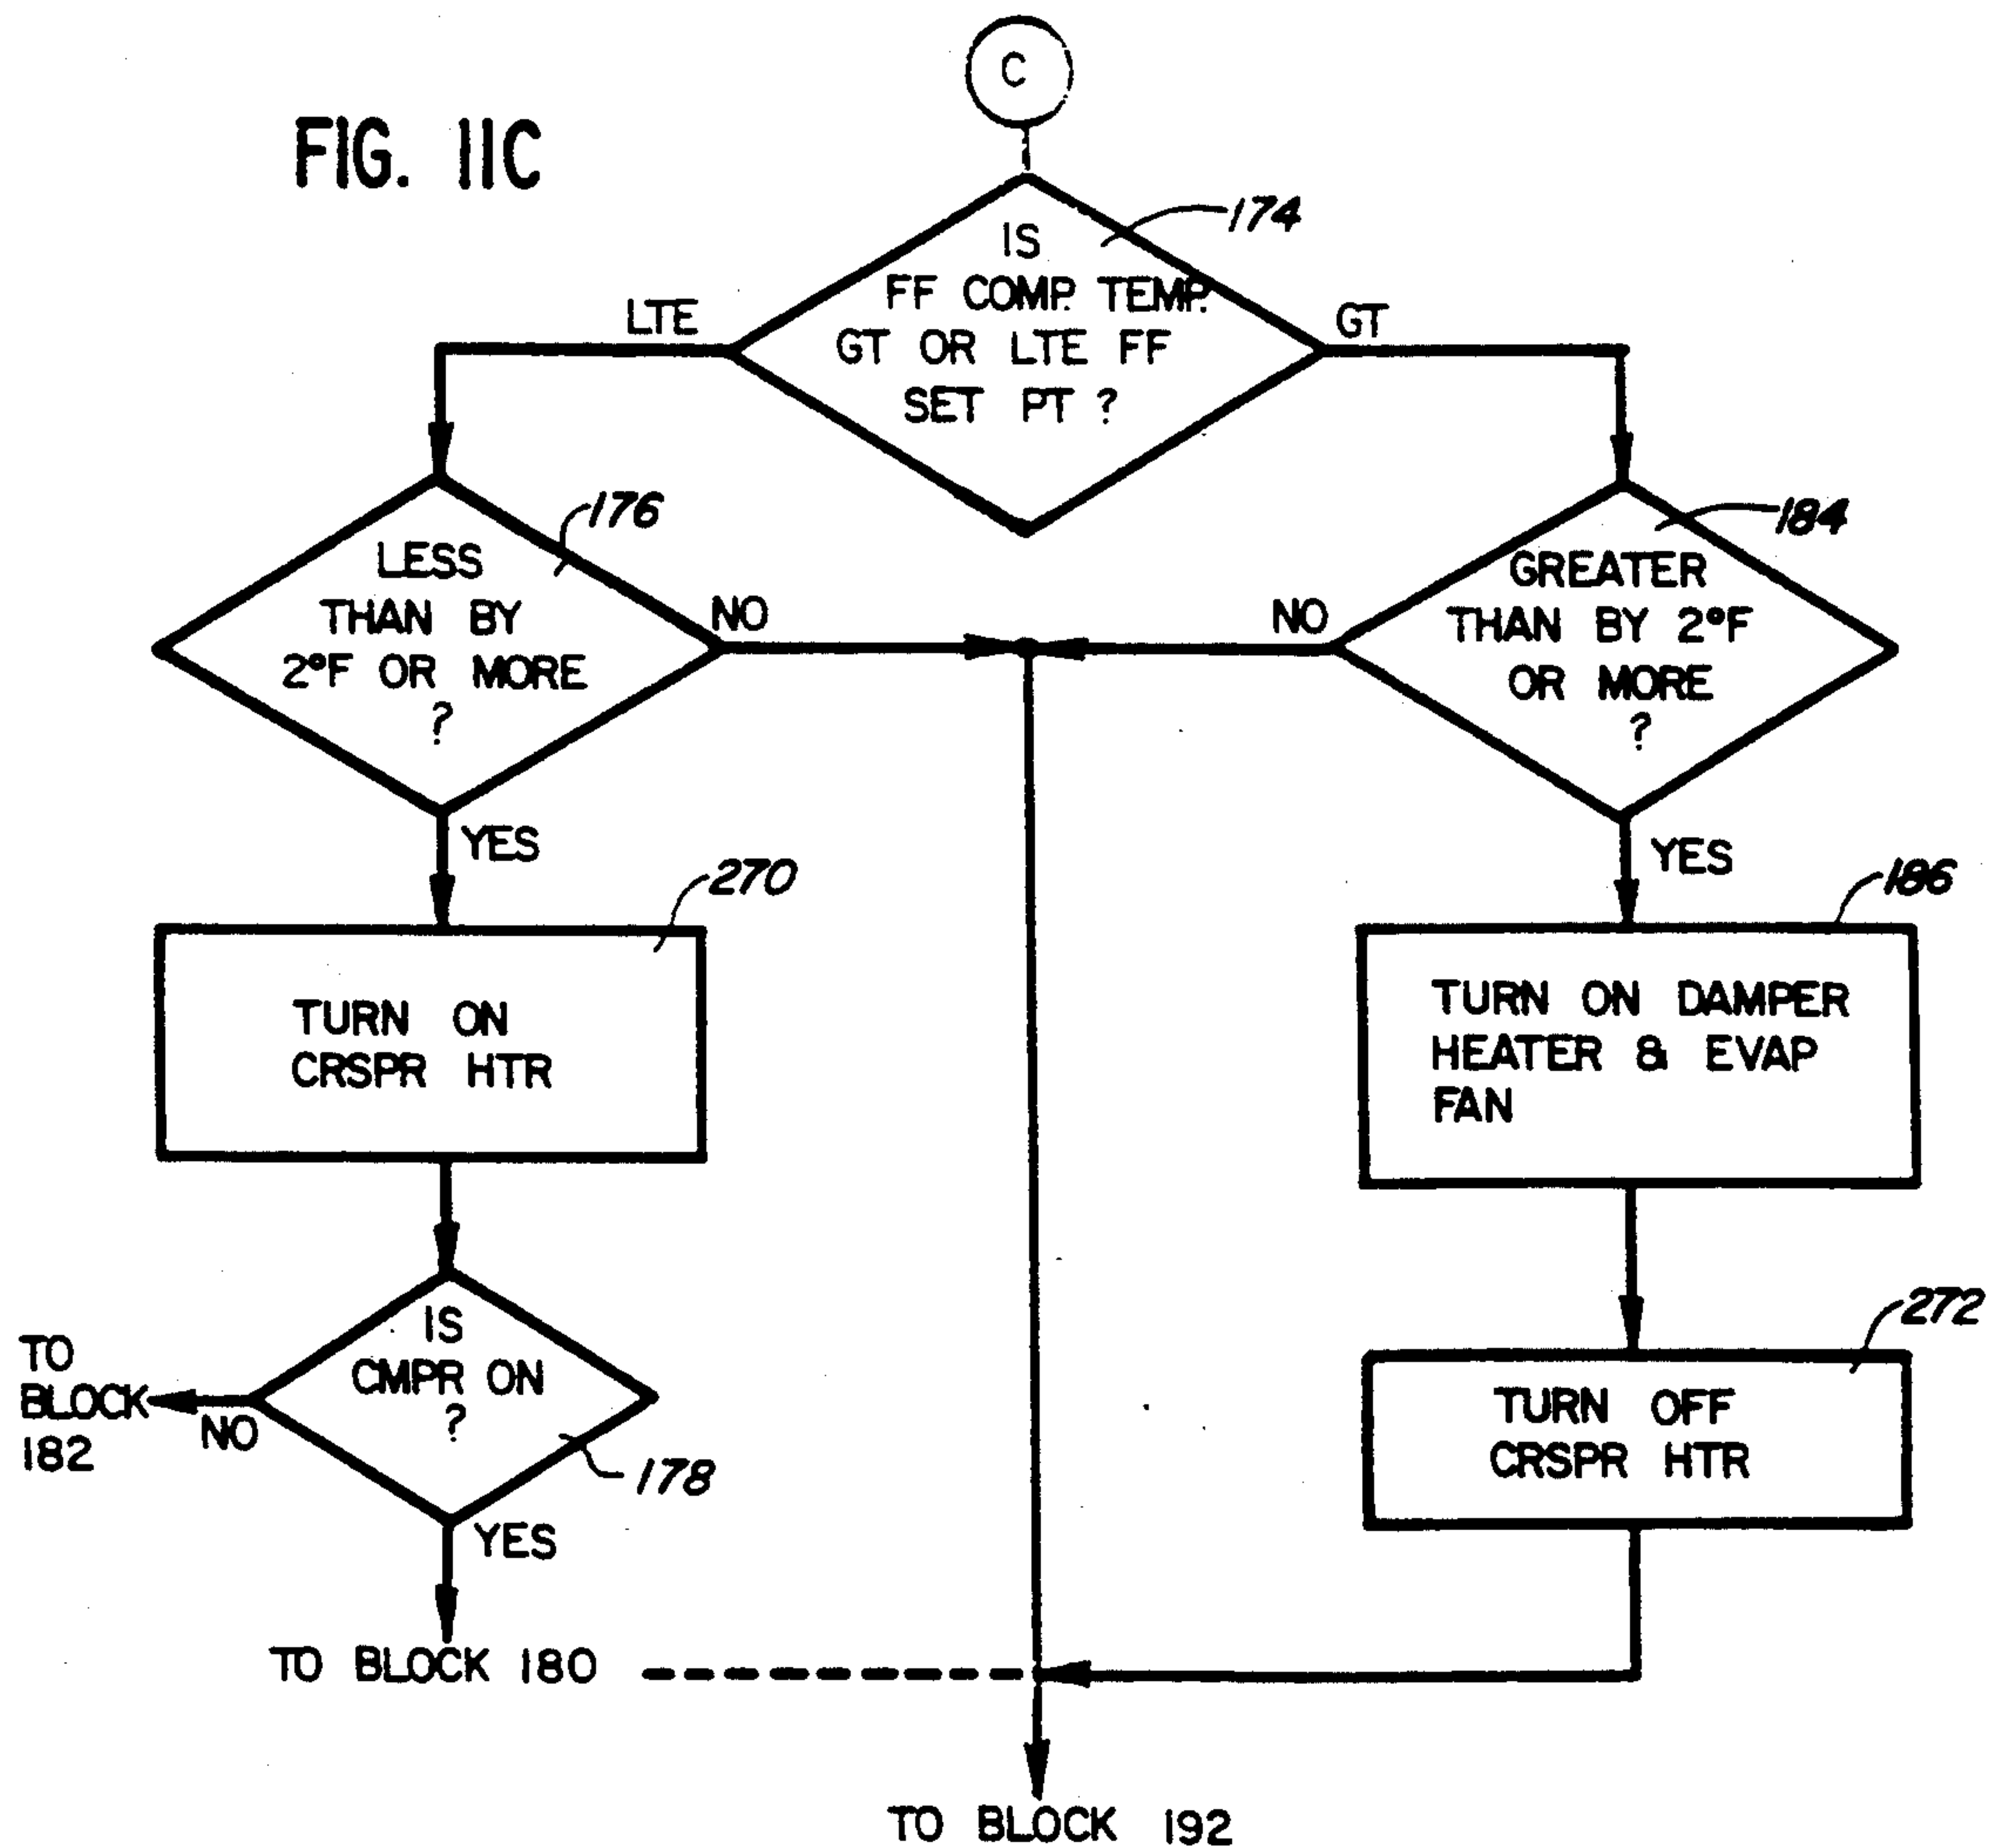 FIG. 11C
C
174
IS
FF COMP. TEMP.
GT OR LTE FF
SET PT ?
LTE
GT
176
LESS
THAN BY
2°F OR MORE
?
NO
YES
184
GREATER
THAN BY 2°F
OR MORE
?
NO
YES
270
TURN ON
CRSPR HTR
186
TURN ON DAMPER
HEATER & EVAP
FAN
IS
CMPR ON
?
178
TO
BLOCK
182
NO
YES
272
TURN OFF
CRSPR HTR
TO BLOCK 180
TO BLOCK 192